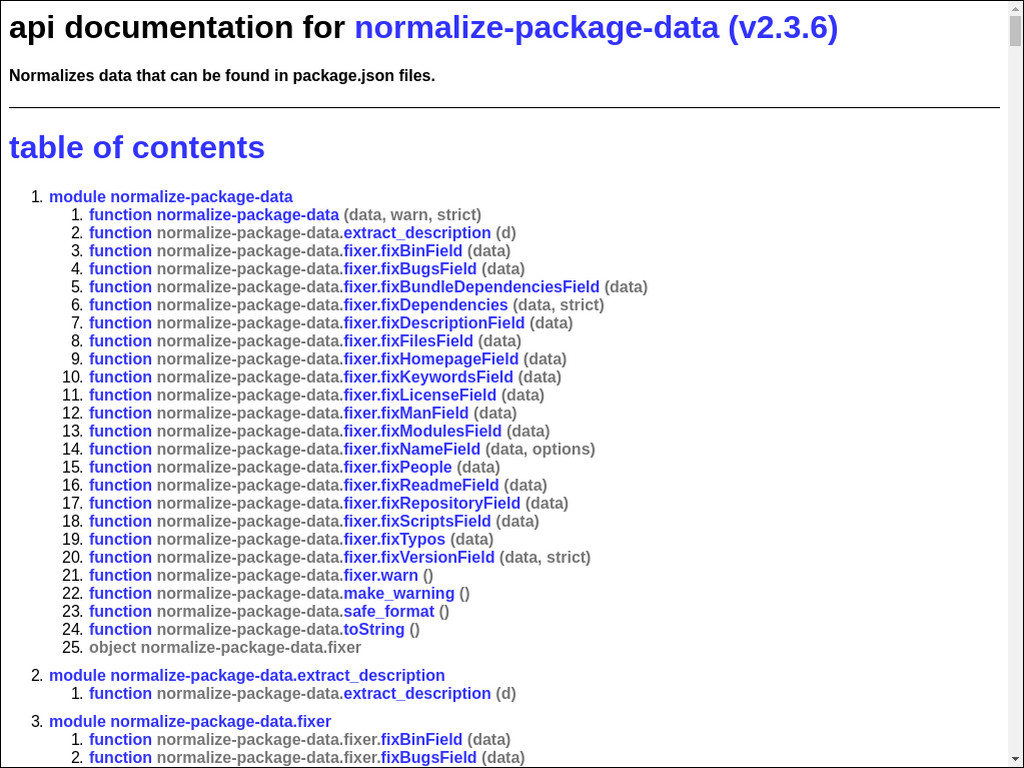 api documentation for normalize-package-data (v2.3.6)
Normalizes data that can be found in package.json files.
table of contents
1. module normalize-package-data
1. function normalize-package-data (data, warn, strict)
2. function normalize-package-data.extract_description (d)
3. function normalize-package-data.fixer.fixBinField (data)
4. function normalize-package-data.fixer.fixBugsField (data)
5. function normalize-package-data.fixer.fixBundleDependenciesField (data)
6. function normalize-package-data.fixer.fixDependencies (data, strict)
7. function normalize-package-data.fixer.fixDescriptionField (data)
8. function normalize-package-data.fixer.fixFilesField (data)
9. function normalize-package-data.fixer.fixHomepageField (data)
10. function normalize-package-data.fixer.fixKeywordsField (data)
11. function normalize-package-data.fixer.fixLicenseField (data)
12. function normalize-package-data.fixer.fixManField (data)
13. function normalize-package-data.fixer.fixModulesField (data)
14. function normalize-package-data.fixer.fixNameField (data, options)
15. function normalize-package-data.fixer.fixPeople (data)
16. function normalize-package-data.fixer.fixReadmeField (data)
17. function normalize-package-data.fixer.fixRepositoryField (data)
18. function normalize-package-data.fixer.fixScriptsField (data)
19. function normalize-package-data.fixer.fixTypos (data)
20. function normalize-package-data.fixer.fixVersionField (data, strict)
21. function normalize-package-data.fixer.warn ()
22. function normalize-package-data.make_warning ()
23. function normalize-package-data.safe_format ()
24. function normalize-package-data.toString ()
25. object normalize-package-data.fixer
2. module normalize-package-data.extract_description
1. function normalize-package-data.extract_description (d)
3. module normalize-package-data.fixer
1. function normalize-package-data.fixer.fixBinField (data)
2. function normalize-package-data.fixer.fixBugsField (data)